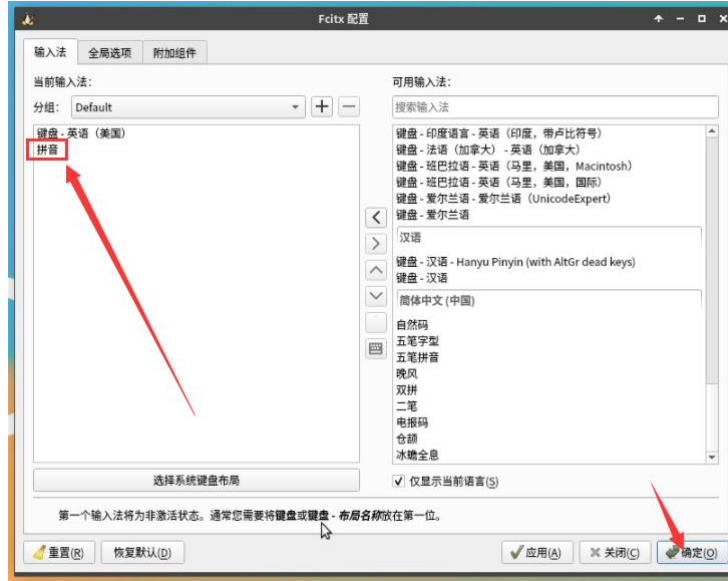 Fcitx 配置
输入法
全局选项
附加组件
当前输入法：
分组： Default
键盘 - 英语（美国）
拼音
选择系统键盘布局
可用输入法：
搜索输入法
键盘 - 印度语言 - 英语（印度，带卢比符号）
键盘 - 法语（加拿大） - 英语（加拿大）
键盘 - 班巴拉语 - 英语（马里，美国，Macintosh）
键盘 - 班巴拉语 - 英语（马里，美国，国际）
键盘 - 爱尔兰语 - 爱尔兰语（UnicodeExpert）
键盘 - 爱尔兰语
汉语
键盘 - 汉语 - Hanyu Pinyin (with AltGr dead keys)
键盘 - 汉语
简体中文 (中国)
自然码
五笔字型
五笔拼音
晚风
双拼
二笔
电报码
仓颉
冰蟾全息
仅显示当前语言(S)
第一个输入法将为非激活状态。通常您需要将键盘或键盘 - 布局名称放在第一位。
重置(R)
恢复默认(D)
应用(A)
关闭(C)
确定(O)